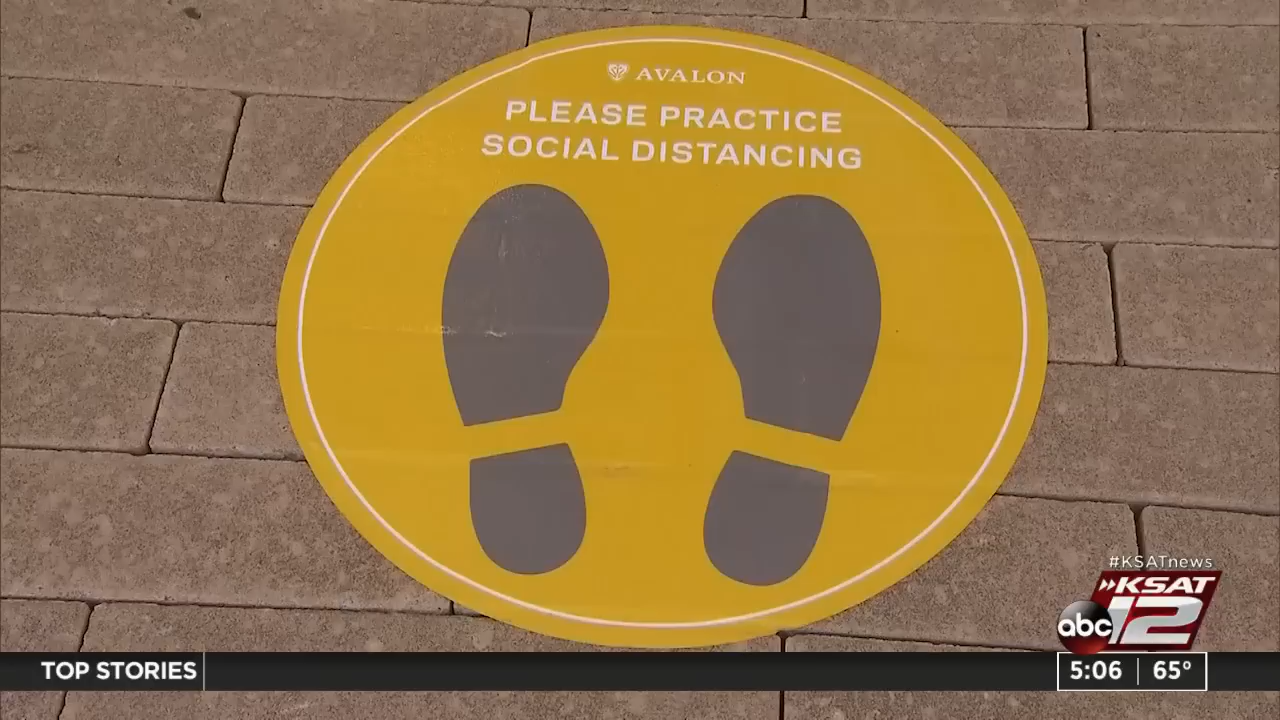 AVALON
PLEASE PRACTICE
SOCIAL DISTANCING
#KSATnews
KSAT
abc 12
TOP STORIES
5:06 65°